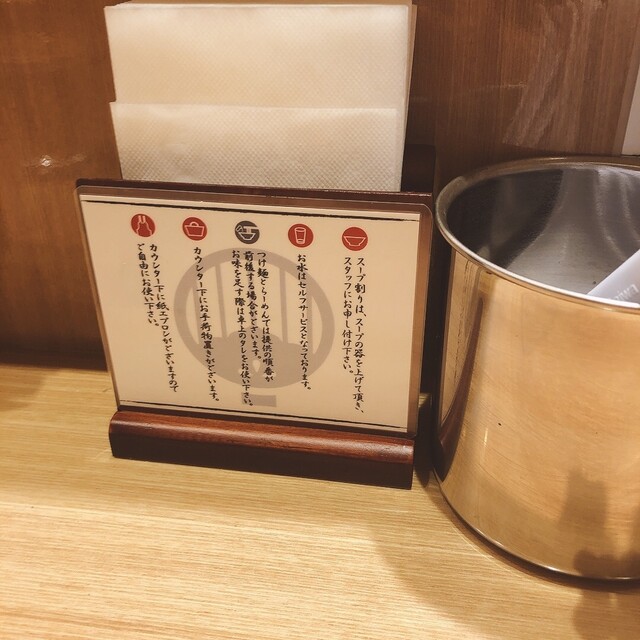 スープ割りは、スープの器を上げて頂き、
スタッフにお申し付け下さい。
お水はセルフサービスとなっております。
つけ麺とらーめんでは提供の順番が
前後する場合がございます。
お味を足す際は卓上のタレをお使い下さい。
カウンター下にお手荷物置きがございます。
カウンター下に紙エプロンがございますので
ご自由にお使い下さい。